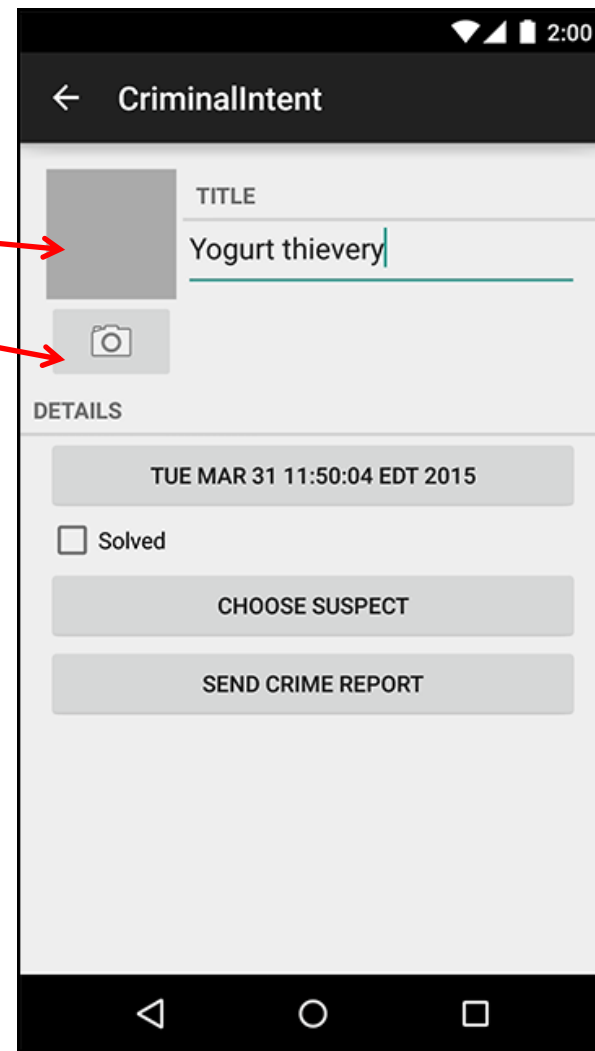 2:00
CriminalIntent
TITLE
Yogurt thievery
DETAILS
TUE MAR 31 11:50:04 EDT 2015
Solved
CHOOSE SUSPECT
SEND CRIME REPORT